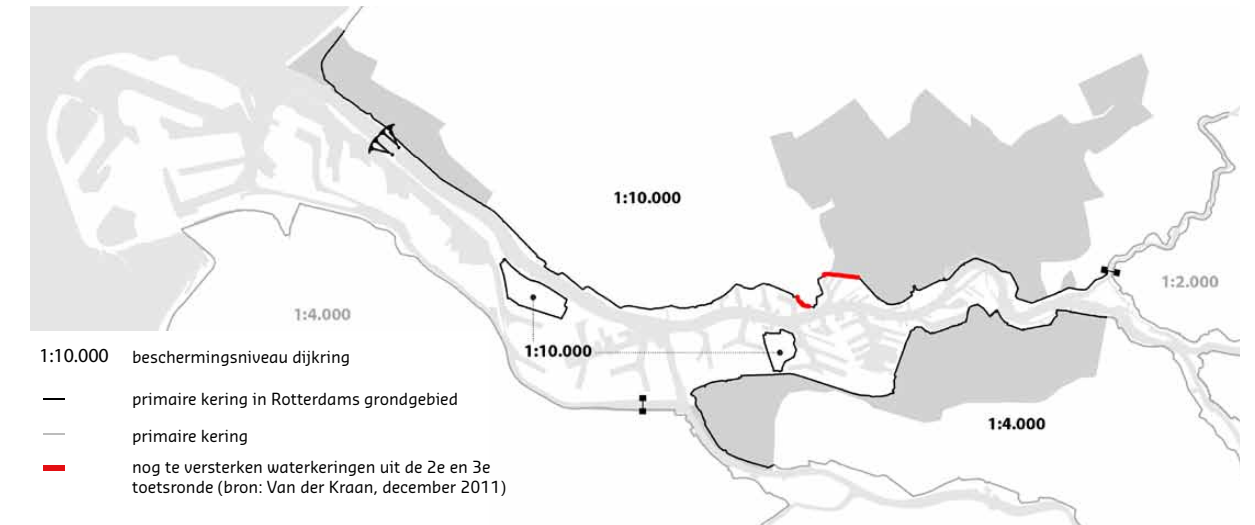 1:10.000
1:2.000
1:4.000
1:10.000
1:4.000
1:10.000 beschermingsniveau dijkring
primaire kering in Rotterdams grondgebied
primaire kering
nog te versterken waterkeringen uit de 2e en 3e
toetsronde (bron: Van der Kraan, december 2011)